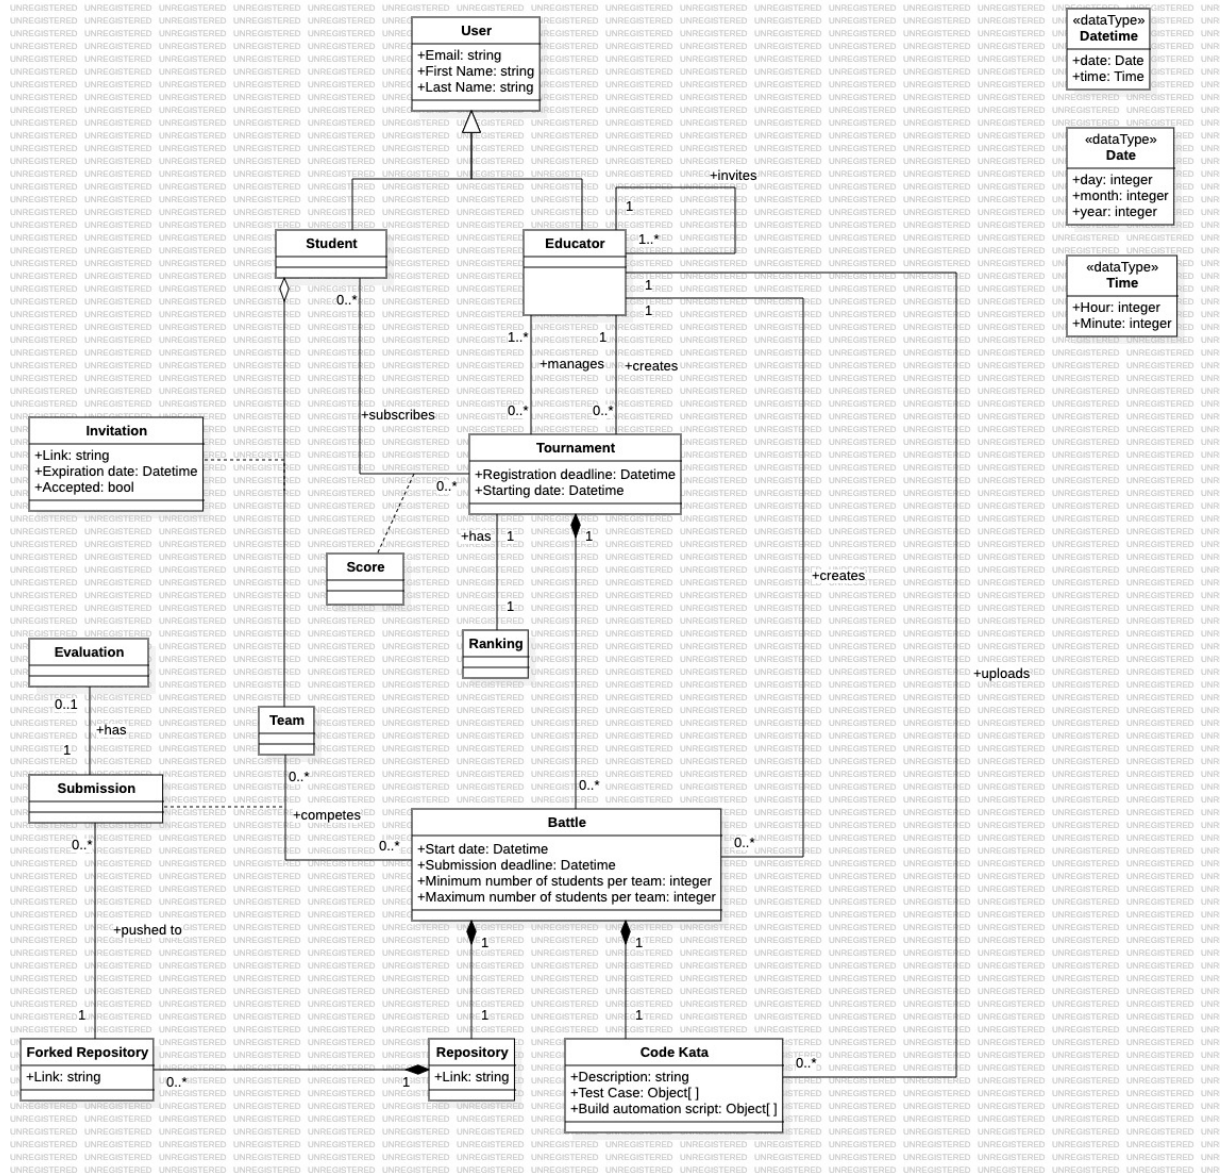 User
+Email: string
+First Name: string
+Last Name: string
«dataType»
Datetime
+date: Date
+time: Time
«dataType»
Date
+day: integer
+month: integer
+year: integer
+invites
1
1..*
Student
Educator
«dataType»
Time
+Hour: integer
+Minute: integer
0..*
1
1
1..*
1
+manages
+creates
0..*
0..*
+subscribes
Invitation
+Link: string
+Expiration date: Datetime
+Accepted: bool
Tournament
+Registration deadline: Datetime
+Starting date: Datetime
0..*
+has
1
1
Score
+creates
1
Ranking
Evaluation
+uploads
0..1
+has
1
Team
0..*
0..*
Submission
+competes
0..*
0..*
Battle
+Start date: Datetime
+Submission deadline: Datetime
+Minimum number of students per team: integer
+Maximum number of students per team: integer
0..*
+pushed to
1
1
1
1
1
Forked Repository
+Link: string
0..*
1
Repository
+Link: string
Code Kata
+Description: string
+Test Case: Object[ ]
+Build automation script: Object[ ]
0..*
UNREGISTERED